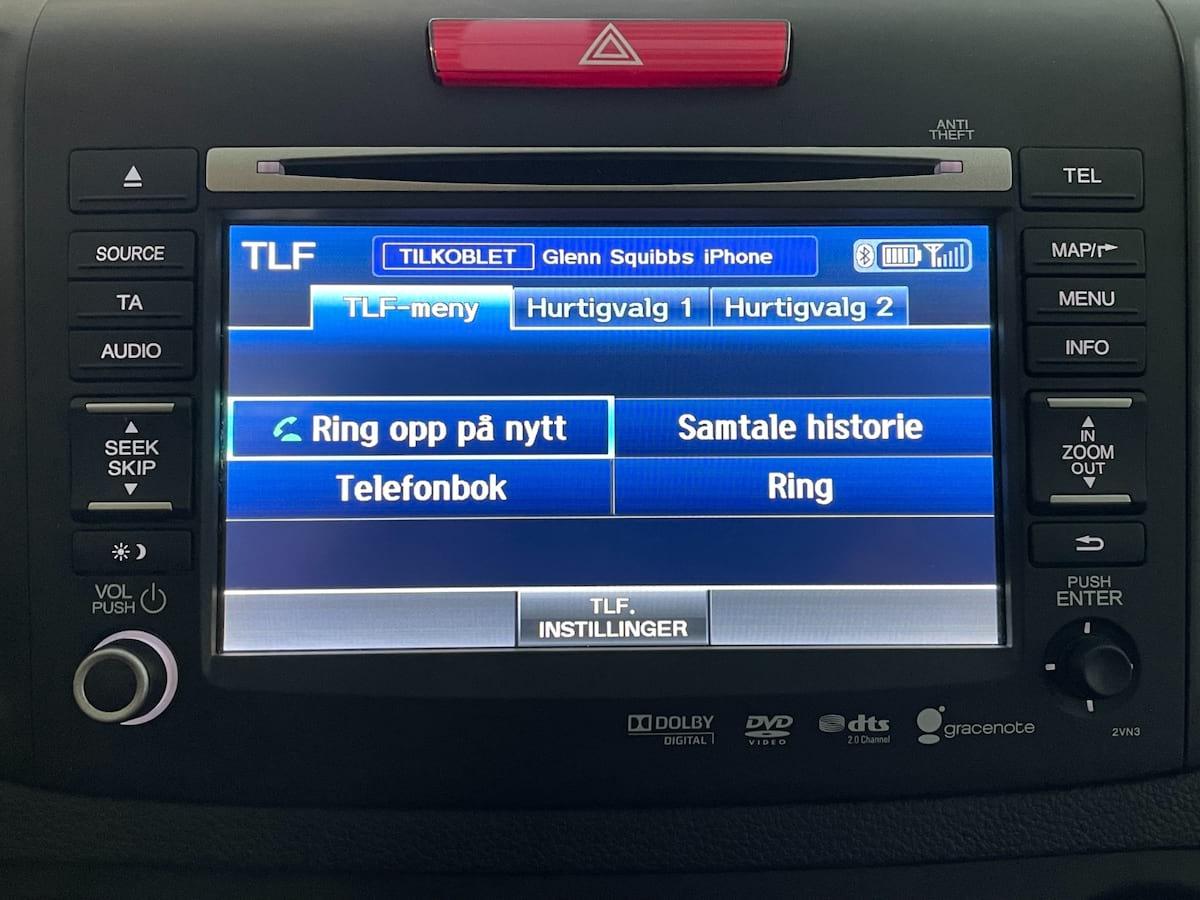 ANTI
THEFT
TEL
SOURCE
MAP/
TA
MENU
AUDIO
INFO
SEEK
SKIP
IN
ZOOM
OUT
VOL
PUSH
PUSH
ENTER
TLF
TILKOBLET Glenn Squibbs iPhone
TLF-meny
Hurtigvalg 1
Hurtigvalg 2
Ring opp på nytt
Samtale historie
Telefonbok
Ring
TLF.
INSTILLINGER
DOLBY
DIGITAL
DVD
VIDEO
dts
2.0 Channel
gracenote
2VN3